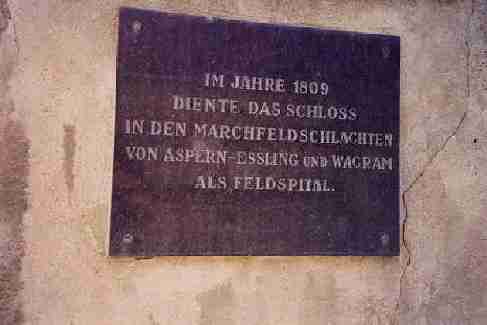 IM JAHRE 1809
DIENTE DAS SCHLOSS
IN DEN MARCHFELDSCHLACHTEN
VON ASPERN-ESSLING UND WAGRAM
ALS FELDSPITAL.